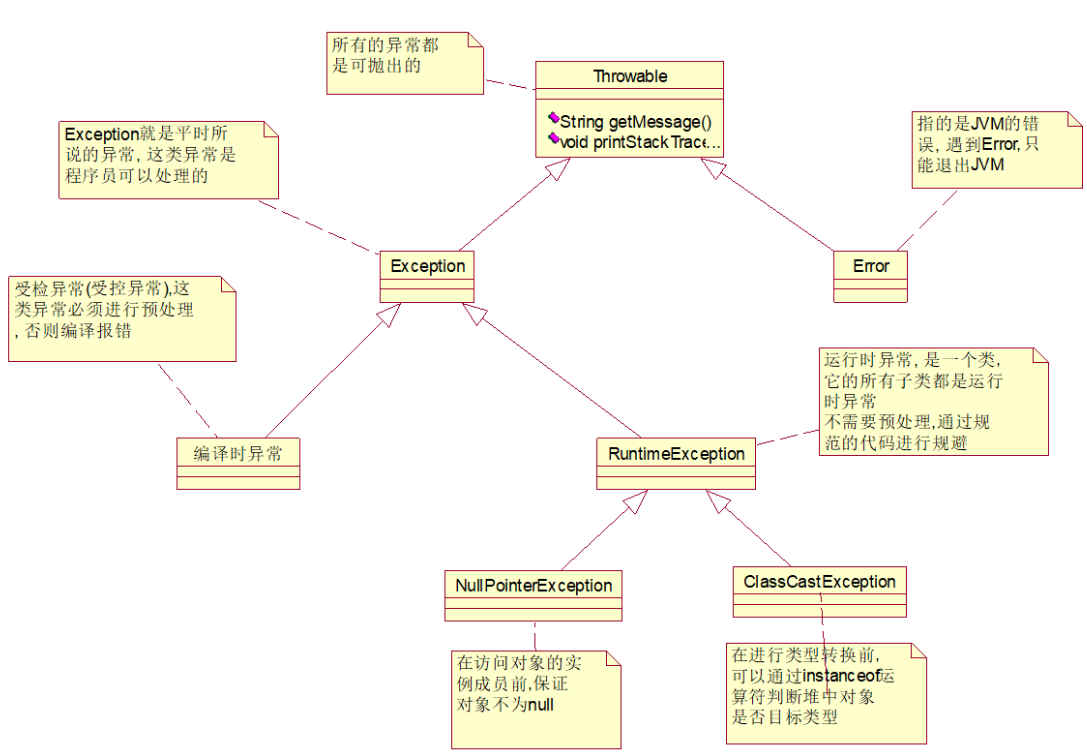 所有的异常都
是可抛出的
Throwable
String getMessage()
void printStackTrace...
Exception就是平时所
说的异常, 这类异常是
程序员可以处理的
指的是JVM的错
误, 遇到Error,只
能退出JVM
Exception
Error
受检异常(受控异常),这
类异常必须进行预处理
, 否则编译报错
运行时异常, 是一个类,
它的所有子类都是运行
时异常
不需要预处理,通过规
范的代码进行规避
编译时异常
RuntimeException
NullPointerException
ClassCastException
在访问对象的实
例成员前,保证
对象不为null
在进行类型转换前,
可以通过instanceof运
算符判断堆中对象
是否目标类型